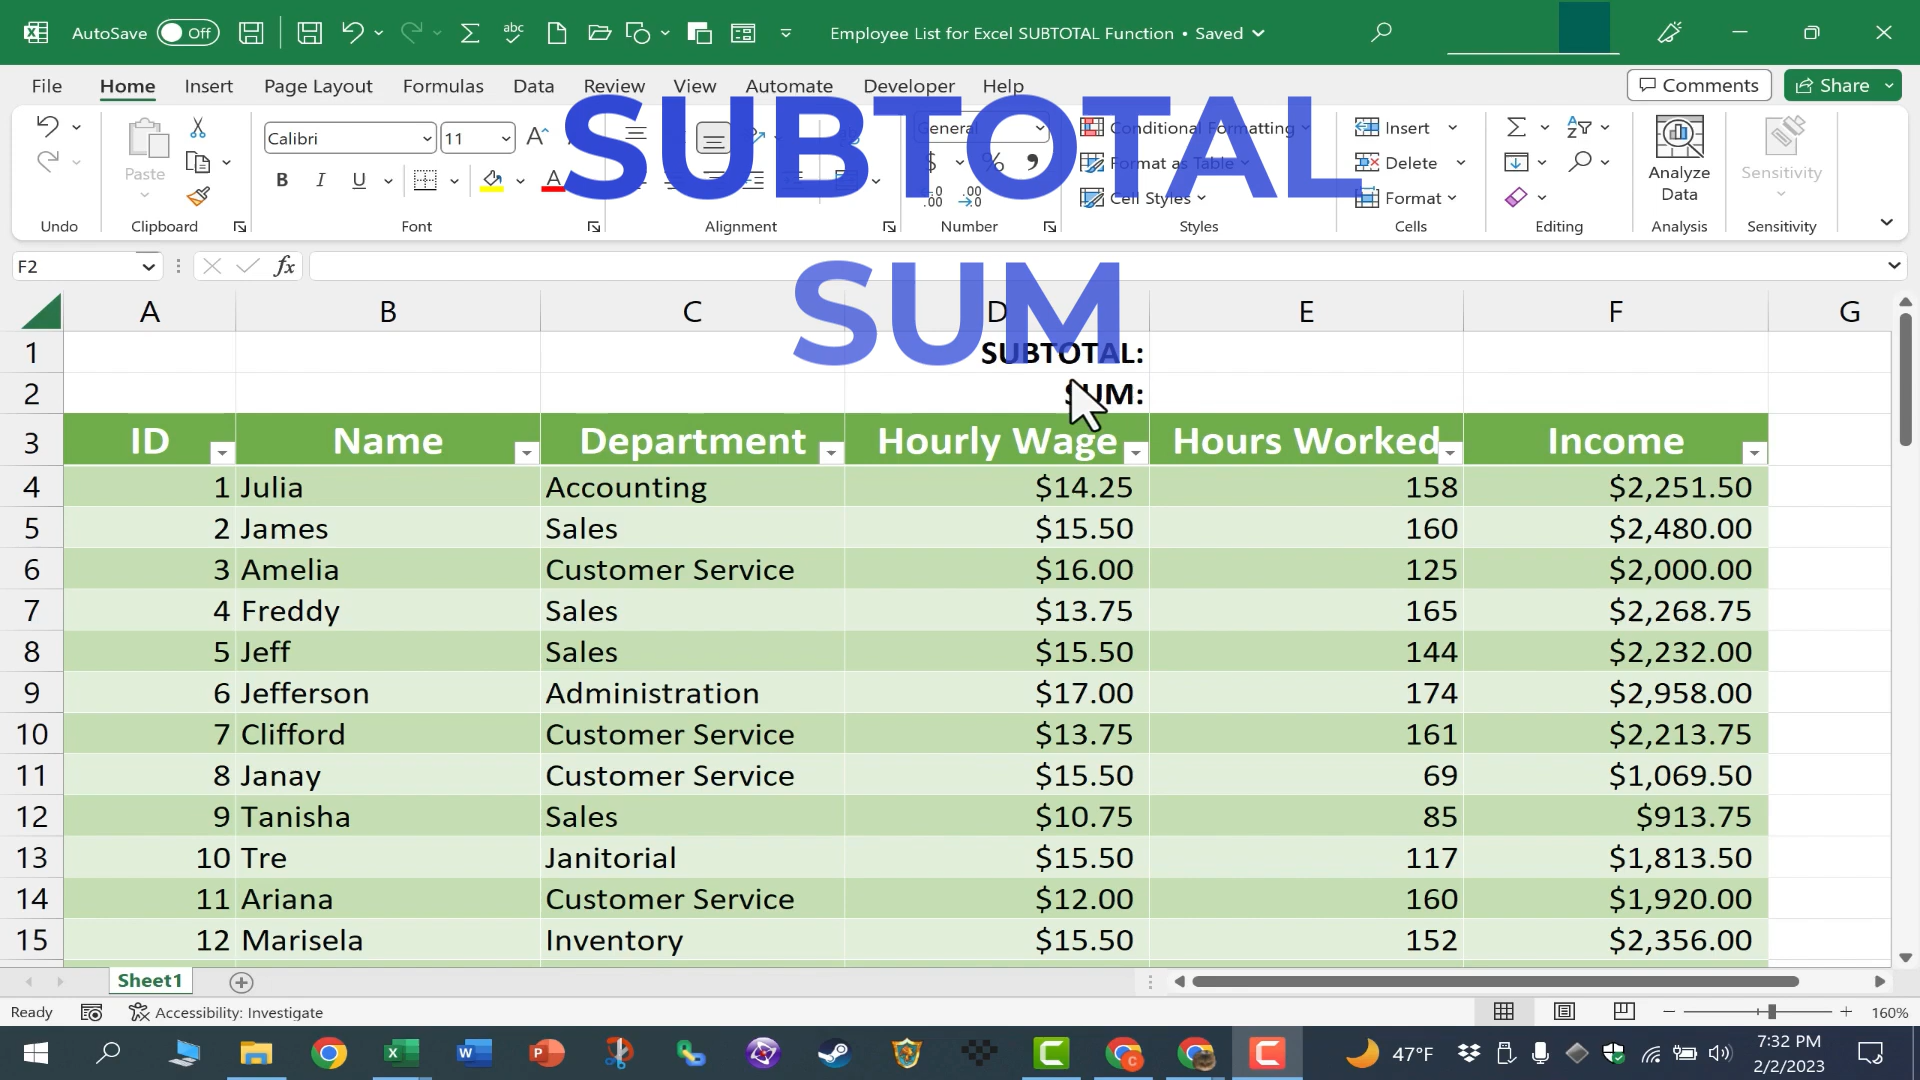 AutoSave Off Employee List for Excel SUBTOTAL Function • Saved
File Home Insert Page Layout Formulas Data Review View Automate Developer Help Comments Share
SUBTOTAL
Paste
Calibri 11
B I U
General
$ % 9
Conditional Formatting
Format as Table
Cell Styles
Insert
Delete
Format
Analyze
Data
Sensitivity
Undo Clipboard Font Alignment Number Styles Cells Editing Analysis Sensitivity
F2 fx
SUM
A B C D E F G
1 SUBTOTAL:
2 SUM:
3 ID Name Department Hourly Wage Hours Worked Income
4 1 Julia Accounting $14.25 158 $2,251.50
5 2 James Sales $15.50 160 $2,480.00
6 3 Amelia Customer Service $16.00 125 $2,000.00
7 4 Freddy Sales $13.75 165 $2,268.75
8 5 Jeff Sales $15.50 144 $2,232.00
9 6 Jefferson Administration $17.00 174 $2,958.00
10 7 Clifford Customer Service $13.75 161 $2,213.75
11 8 Janay Customer Service $15.50 69 $1,069.50
12 9 Tanisha Sales $10.75 85 $913.75
13 10 Tre Janitorial $15.50 117 $1,813.50
14 11 Ariana Customer Service $12.00 160 $1,920.00
15 12 Marisela Inventory $15.50 152 $2,356.00
Sheet1
Ready Accessibility: Investigate 160%
47°F 7:32 PM
2/2/2023